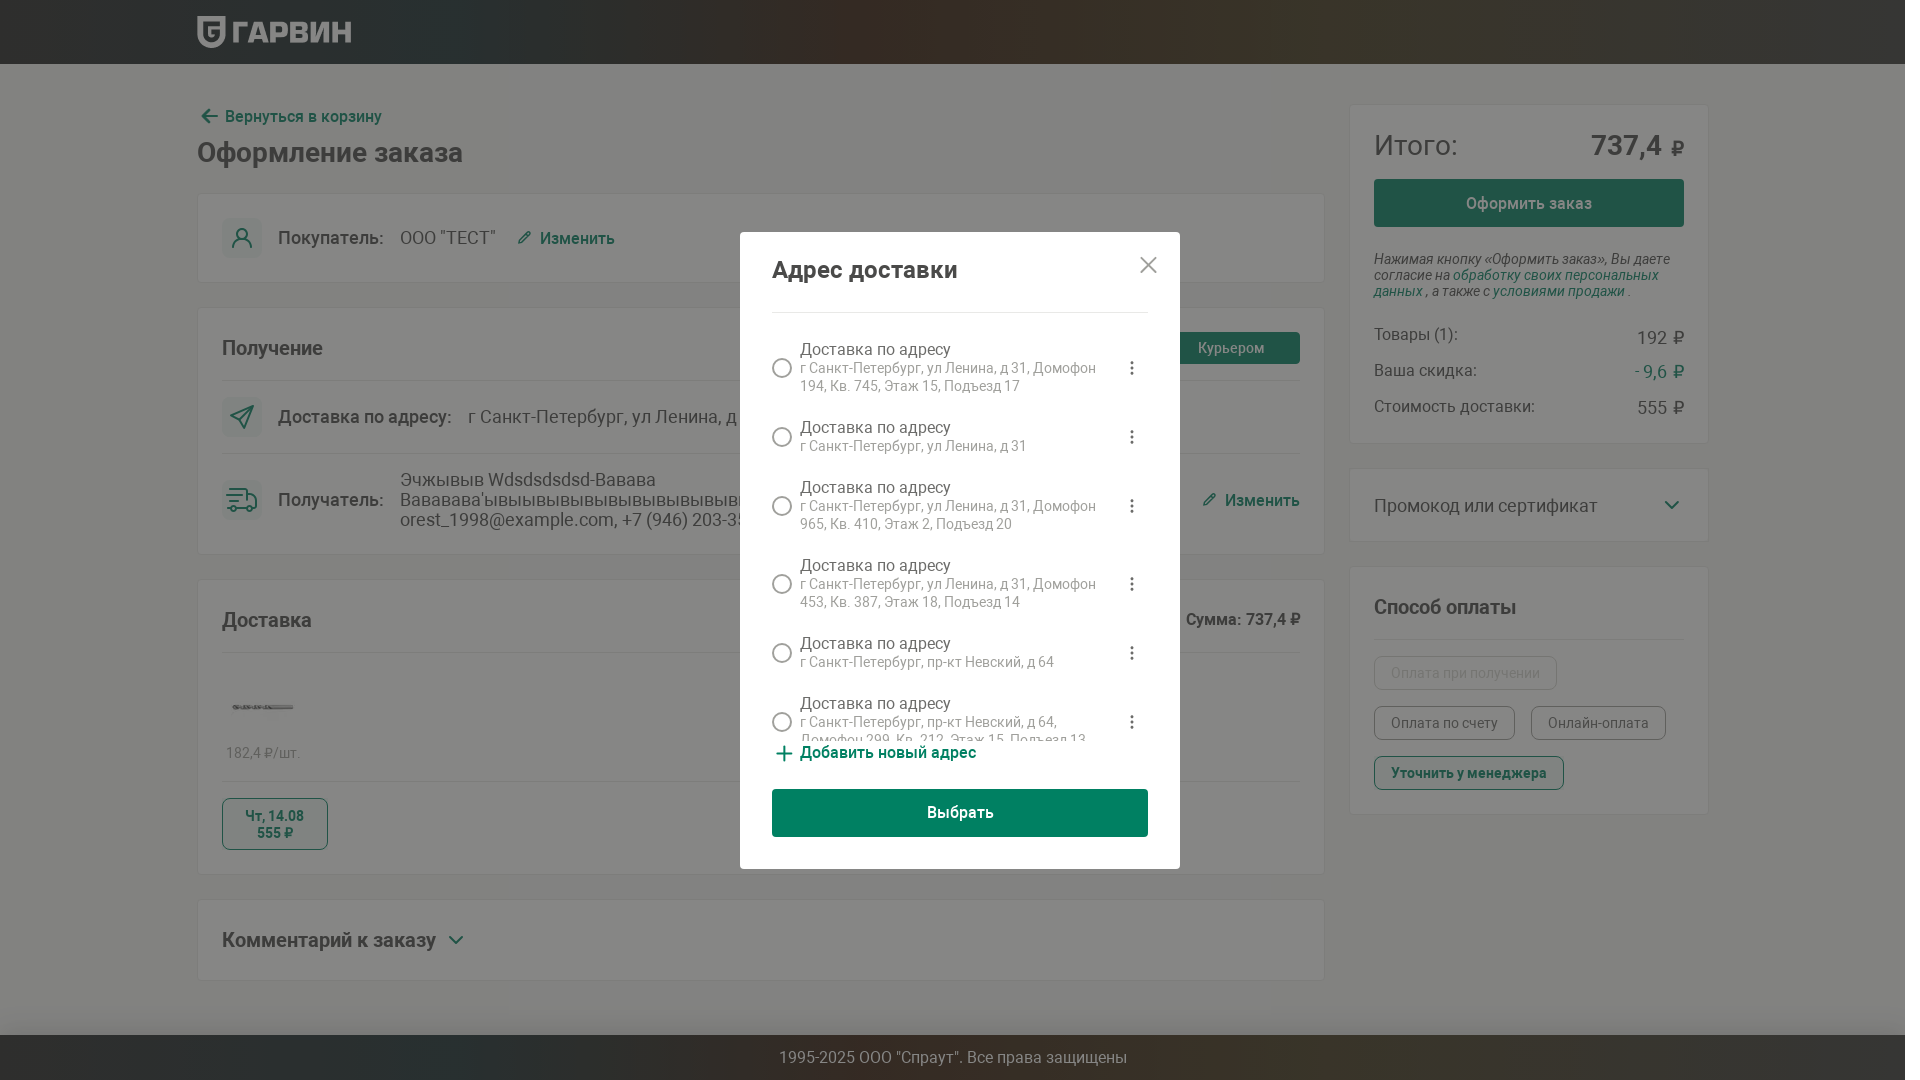 ГАРВИН
Вернуться в корзину
Оформление заказа
Покупатель: ООО "ТЕСТ" Изменить
Получение
Курьером
Доставка по адресу: г Санкт-Петербург, ул Ленина, д
Получатель:
Эчжывыв Wdsdsdsdsd-Вавава
orest_1998@example.com, +7 (946) 203-35
Изменить
Доставка
Сумма: 737,4 ₽
182,4 ₽/шт.
Чт, 14.08
555 ₽
Комментарий к заказу
Адрес доставки
Доставка по адресу
г Санкт-Петербург, ул Ленина, д 31, Домофон
194, Кв. 745, Этаж 15, Подъезд 17
Доставка по адресу
г Санкт-Петербург, ул Ленина, д 31
Доставка по адресу
г Санкт-Петербург, ул Ленина, д 31, Домофон
965, Кв. 410, Этаж 2, Подъезд 20
Доставка по адресу
г Санкт-Петербург, ул Ленина, д 31, Домофон
453, Кв. 387, Этаж 18, Подъезд 14
Доставка по адресу
г Санкт-Петербург, пр-кт Невский, д 64
Доставка по адресу
г Санкт-Петербург, пр-кт Невский, д 64,
Домофон 299, Кв. 212, Этаж 15, Подъезд 13
Добавить новый адрес
Выбрать
Итого: 737,4 ₽
Оформить заказ
Нажимая кнопку «Оформить заказ», Вы даете
согласие на обработку своих персональных
данных , а также с условиями продажи .
Товары (1): 192 ₽
Ваша скидка: - 9,6 ₽
Стоимость доставки: 555 ₽
Промокод или сертификат
Способ оплаты
Оплата при получении
Оплата по счету Онлайн-оплата
Уточнить у менеджера
1995-2025 ООО "Спраут". Все права защищены